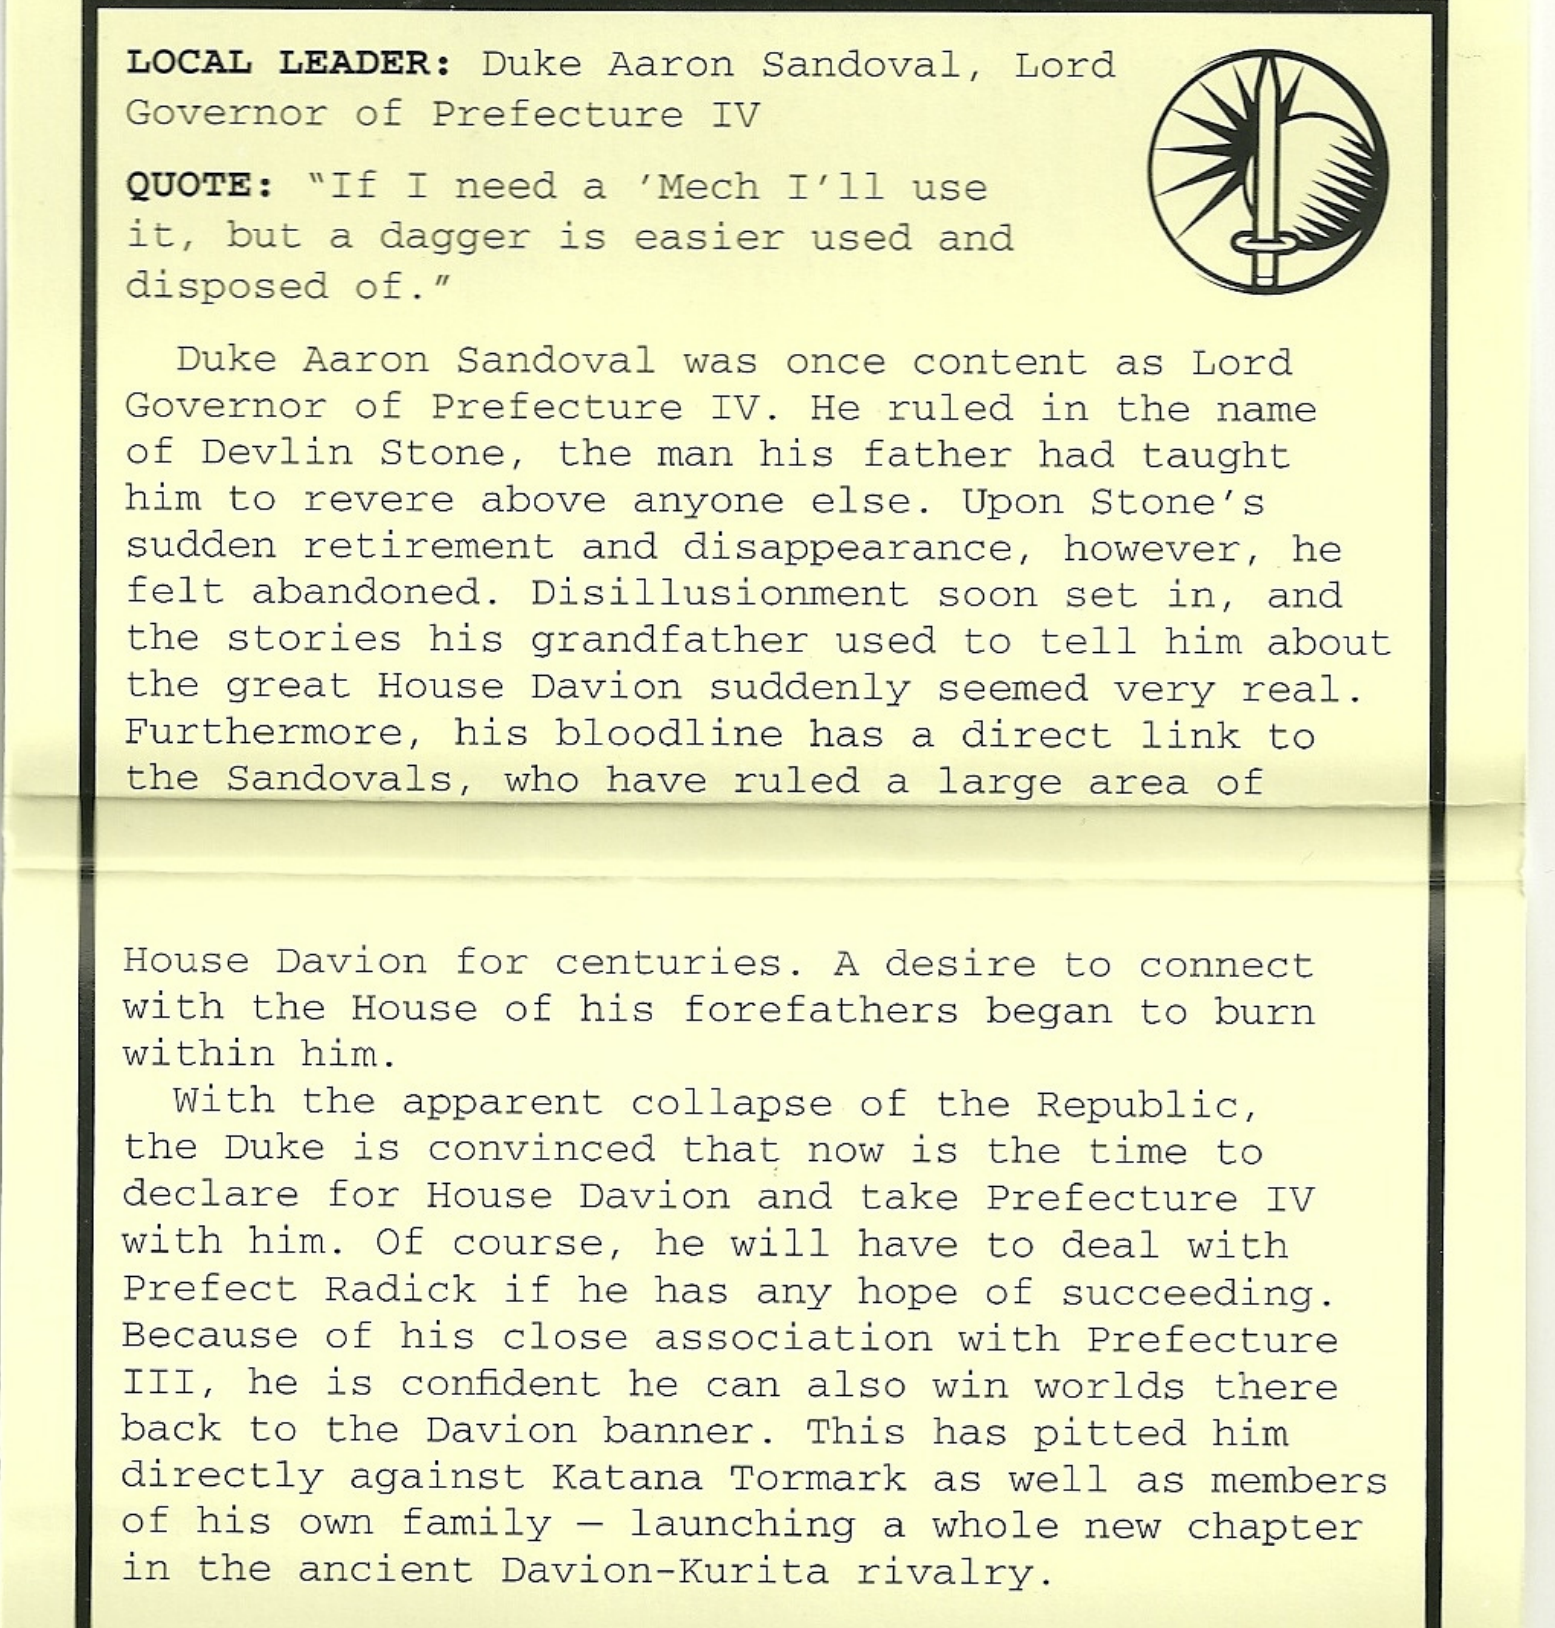 LOCAL LEADER: Duke Aaron Sandoval, Lord
Governor of Prefecture IV
QUOTE: "If I need a 'Mech I'll use
it, but a dagger is easier used and
disposed of."
Duke Aaron Sandoval was once content as Lord
Governor of Prefecture IV. He ruled in the name
of Devlin Stone, the man his father had taught
him to revere above anyone else. Upon Stone's
sudden retirement and disappearance, however, he
felt abandoned. Disillusionment soon set in, and
the stories his grandfather used to tell him about
the great House Davion suddenly seemed very real.
Furthermore, his bloodline has a direct link to
the Sandovals, who have ruled a large area of
House Davion for centuries. A desire to connect
with the House of his forefathers began to burn
within him.
With the apparent collapse of the Republic,
the Duke is convinced that now is the time to
declare for House Davion and take Prefecture IV
with him. Of course, he will have to deal with
Prefect Radick if he has any hope of succeeding.
Because of his close association with Prefecture
III, he is confident he can also win worlds there
back to the Davion banner. This has pitted him
directly against Katana Tormark as well as members
of his own family — launching a whole new chapter
in the ancient Davion-Kurita rivalry.